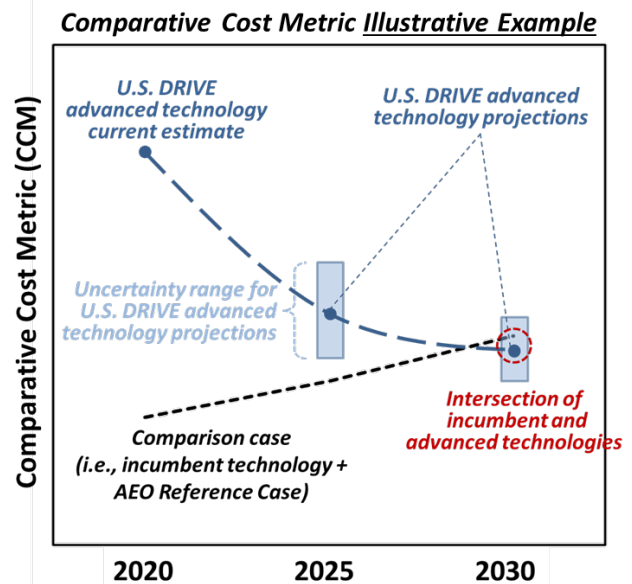 Comparative Cost Metric Illustrative Example
Comparative Cost Metric (CCM)
U.S. DRIVE
advanced technology
current estimate
U.S. DRIVE advanced
technology projections
Uncertainty range for
U.S. DRIVE advanced
technology projections
Comparison case
(i.e., incumbent technology +
AEO Reference Case)
Intersection of
incumbent and
advanced technologies
2020 2025 2030